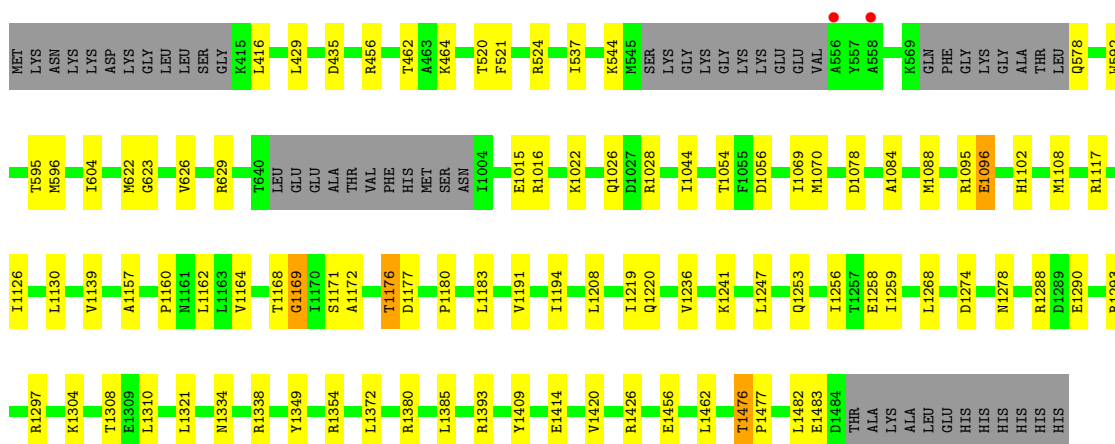 MET LYS ASN LYS LYS ASP LYS GLY LEU LEU SER GLY K415 L416 L429 D435 R456 T462 A463 K464 T520 F521 R524 I537 K544 M545 SER LYS GLY LYS GLY LYS LYS GLU GLU VAL A556 Y557 A558 K569 GLN PHE GLY LYS GLY ALA THR LEU Q578
T595 M596 I604 M622 G623 V626 R629 T640 LEU GLU GLU ALA THR VAL PHE HIS MET SER ASN I1004 E1015 R1016 K1022 Q1026 D1027 R1028 I1044 T1054 F1055 D1056 I1069 M1070 D1078 A1084 M1088 R1095 E1096 H1102 M1108 R1117
I1126 L1130 V1139 A1157 P1160 N1161 L1162 L1163 V1164 T1168 G1169 I1170 S1171 A1172 T1176 D1177 P1180 L1183 V1191 I1194 L1208 I1219 Q1220 V1236 K1241 L1247 Q1253 I1256 T1257 E1258 I1259 L1268 D1274 N1278 R1288 D1289 E1290
R1297 K1304 T1308 E1309 L1310 L1321 N1334 R1338 Y1349 R1354 L1372 R1380 L1385 R1393 Y1409 E1414 V1420 R1426 E1456 L1462 T1476 P1477 L1482 E1483 D1484 THR ALA LYS ALA LEU GLU HIS HIS HIS HIS HIS HIS